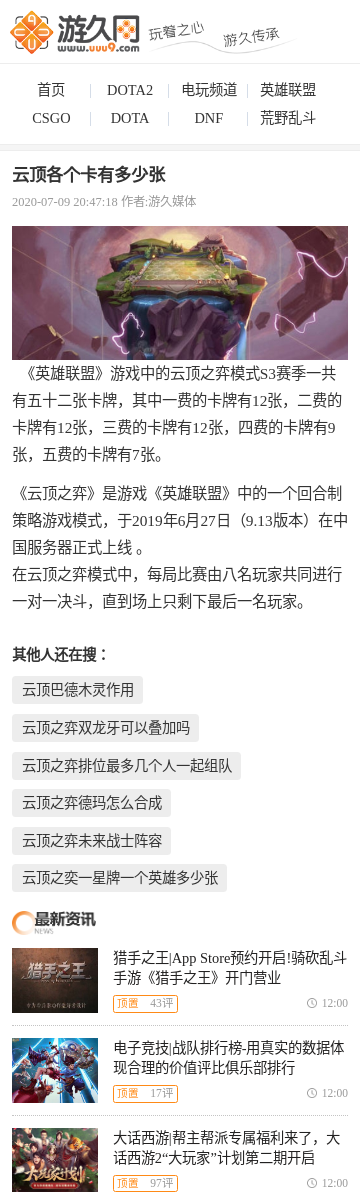 游久网
www.uuu9.com
玩着之心
游久传承
首页 DOTA2 电玩频道 英雄联盟
CSGO DOTA DNF 荒野乱斗
云顶各个卡有多少张
2020-07-09 20:47:18 作者:游久媒体
《英雄联盟》游戏中的云顶之弈模式S3赛季一共
有五十二张卡牌，其中一费的卡牌有12张，二费的
卡牌有12张，三费的卡牌有12张，四费的卡牌有9
张，五费的卡牌有7张。
《云顶之弈》是游戏《英雄联盟》中的一个回合制
策略游戏模式，于2019年6月27日（9.13版本）在中
国服务器正式上线 。
在云顶之弈模式中，每局比赛由八名玩家共同进行
一对一决斗，直到场上只剩下最后一名玩家。
其他人还在搜：
云顶巴德木灵作用
云顶之弈双龙牙可以叠加吗
云顶之弈排位最多几个人一起组队
云顶之弈德玛怎么合成
云顶之弈未来战士阵容
云顶之奕一星牌一个英雄多少张
最新资讯
NEWS
猎手之王
猎手之王|App Store预约开启!骑砍乱斗
手游《猎手之王》开门营业
顶置 43评 12:00
电子竞技|战队排行榜-用真实的数据体
现合理的价值评比俱乐部排行
顶置 17评 12:00
大玩家计划
大话西游|帮主帮派专属福利来了，大
话西游2“大玩家”计划第二期开启
顶置 97评 12:00